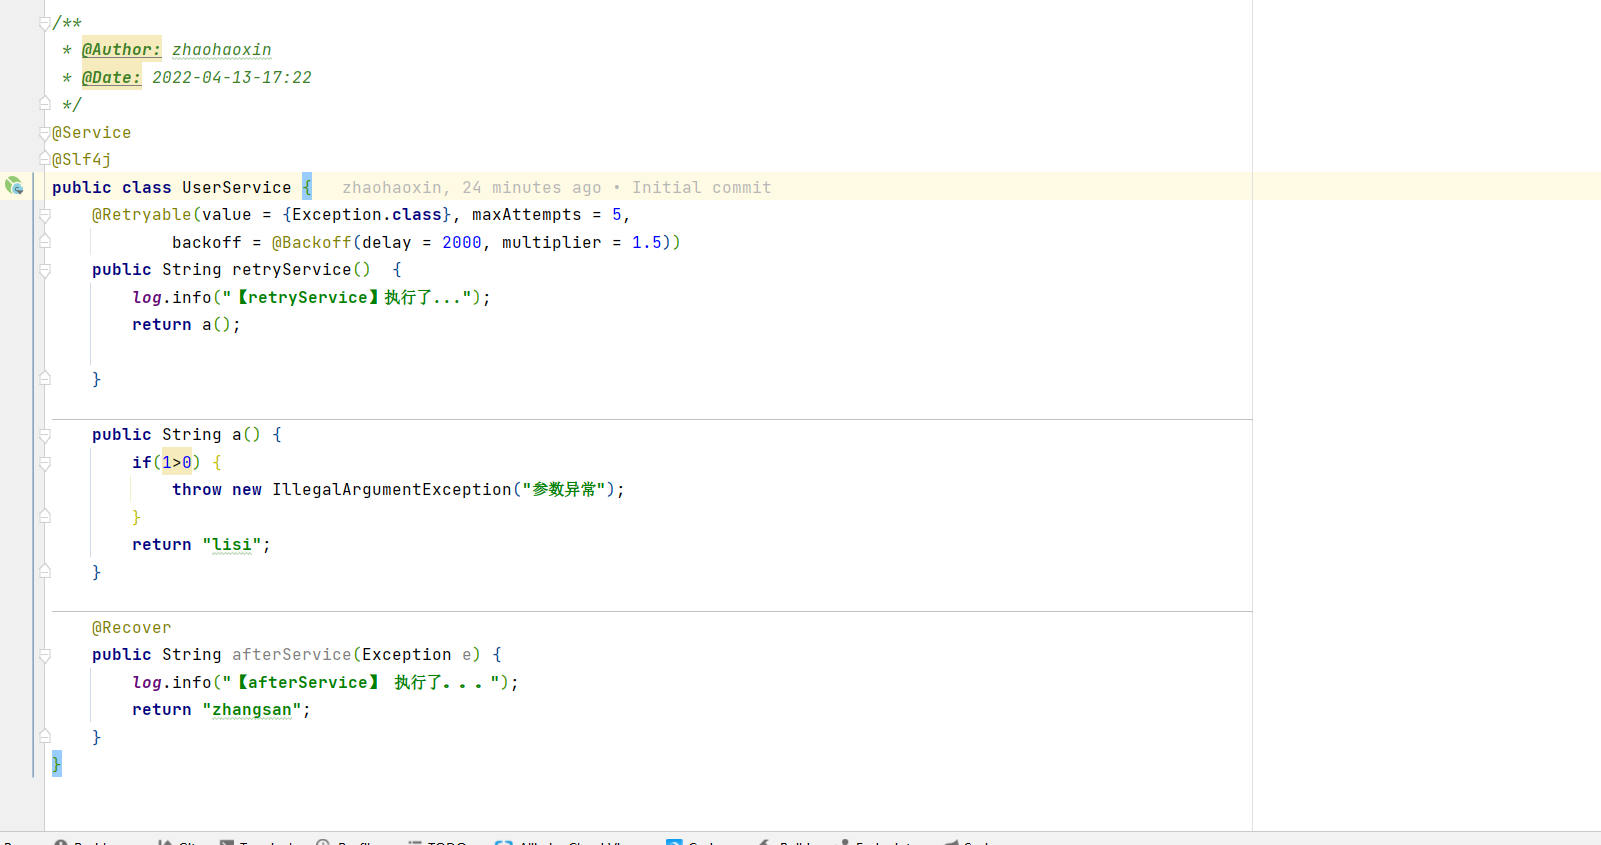 /**
 * @Author: zhaohaoxin
 * @Date: 2022-04-13-17:22
 */
@Service
@Slf4j
public class UserService {   zhaohaoxin, 24 minutes ago • Initial commit
    @Retryable(value = {Exception.class}, maxAttempts = 5,
            backoff = @Backoff(delay = 2000, multiplier = 1.5))
    public String retryService()  {
        log.info("【retryService】执行了...");
        return a();
    }
    public String a() {
        if(1>0) {
            throw new IllegalArgumentException("参数异常");
        }
        return "lisi";
    }
    @Recover
    public String afterService(Exception e) {
        log.info("【afterService】 执行了。。。");
        return "zhangsan";
    }
}